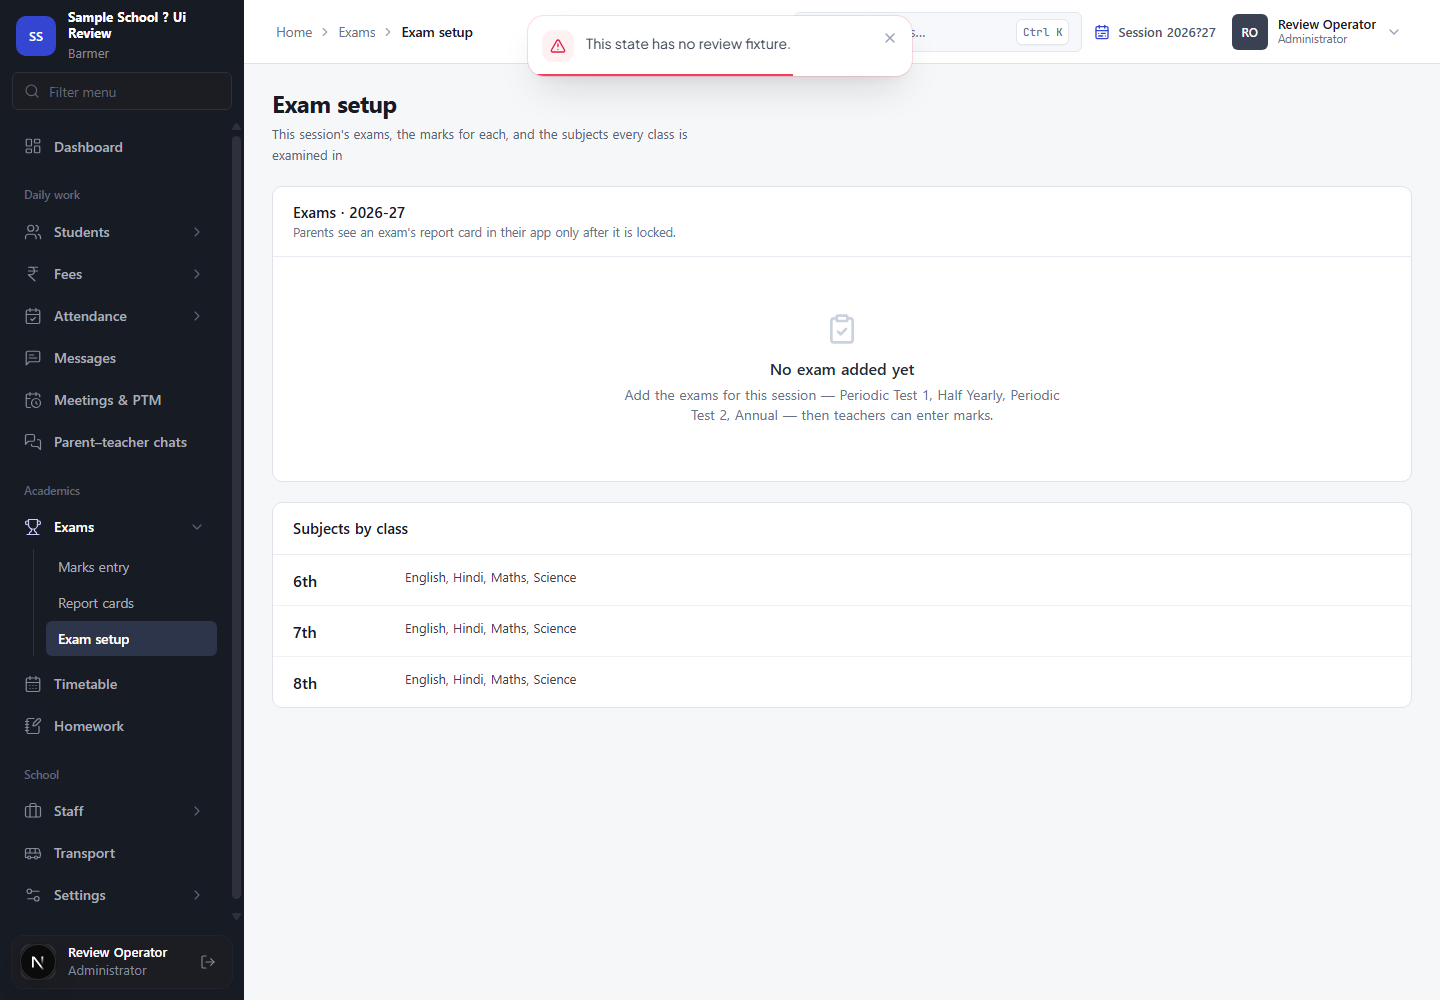 SS
Sample School ? Ui
Review
Barmer
Filter menu
Dashboard
Daily work
Students
Fees
Attendance
Messages
Meetings & PTM
Parent–teacher chats
Academics
Exams
Marks entry
Report cards
Exam setup
Timetable
Homework
School
Staff
Transport
Settings
N
Review Operator
Administrator
Home > Exams > Exam setup
This state has no review fixture.
s...
Ctrl K
Session 2026?27
RO
Review Operator
Administrator
Exam setup
This session's exams, the marks for each, and the subjects every class is
examined in
Exams · 2026-27
Parents see an exam's report card in their app only after it is locked.
No exam added yet
Add the exams for this session — Periodic Test 1, Half Yearly, Periodic
Test 2, Annual — then teachers can enter marks.
Subjects by class
6th English, Hindi, Maths, Science
7th English, Hindi, Maths, Science
8th English, Hindi, Maths, Science